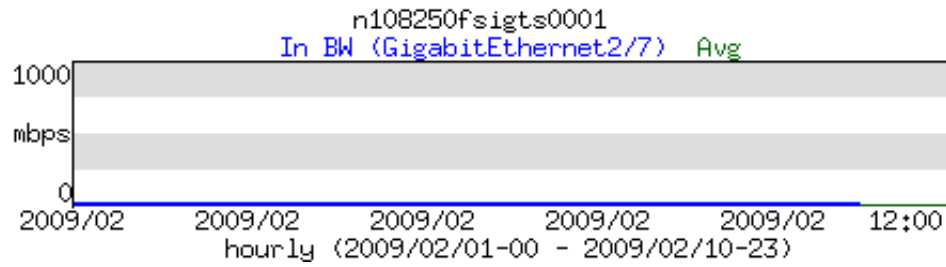 n108250fsigts0001
In BW (GigabitEthernet2/7) Avg
1000
mbps
0
2009/02 2009/02 2009/02 2009/02 2009/02 12:00
hourly (2009/02/01-00 - 2009/02/10-23)